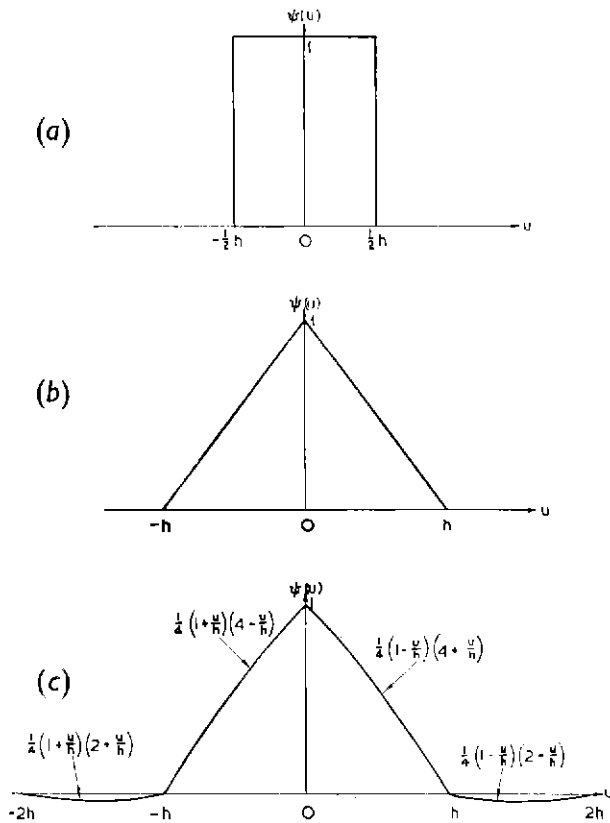 ψ(u)
1
(a)
-½h O ½h u
ψ(u)
1
(b)
-h O h u
ψ(u)
1
¼(1+u/h)(4-u/h)
¼(1-u/h)(4+u/h)
(c)
¼(1+u/h)(2+u/h)
¼(1-u/h)(2-u/h)
-2h -h O h 2h u